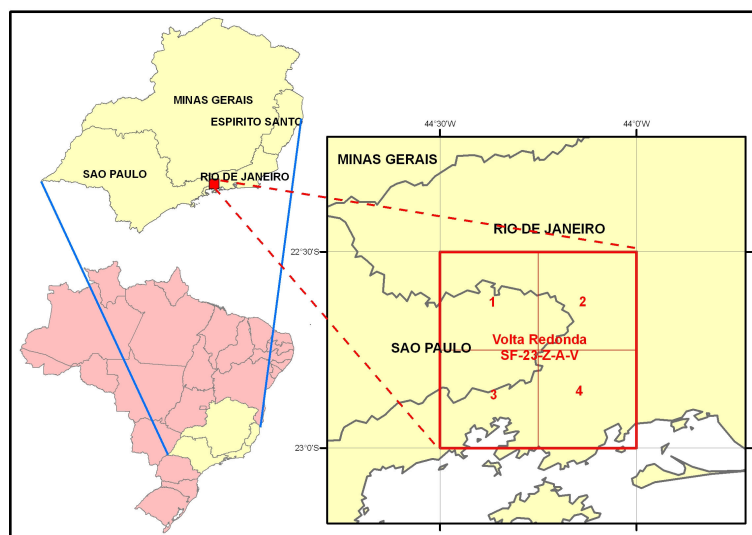 MINAS GERAIS
ESPIRITO SANTO
SAO PAULO
RIO DE JANEIRO
44°30'W
44°0'W
MINAS GERAIS
RIO DE JANEIRO
22°30'S
1
2
Volta Redonda
SAO PAULO
SF-23-Z-A-V
3
4
23°0'S